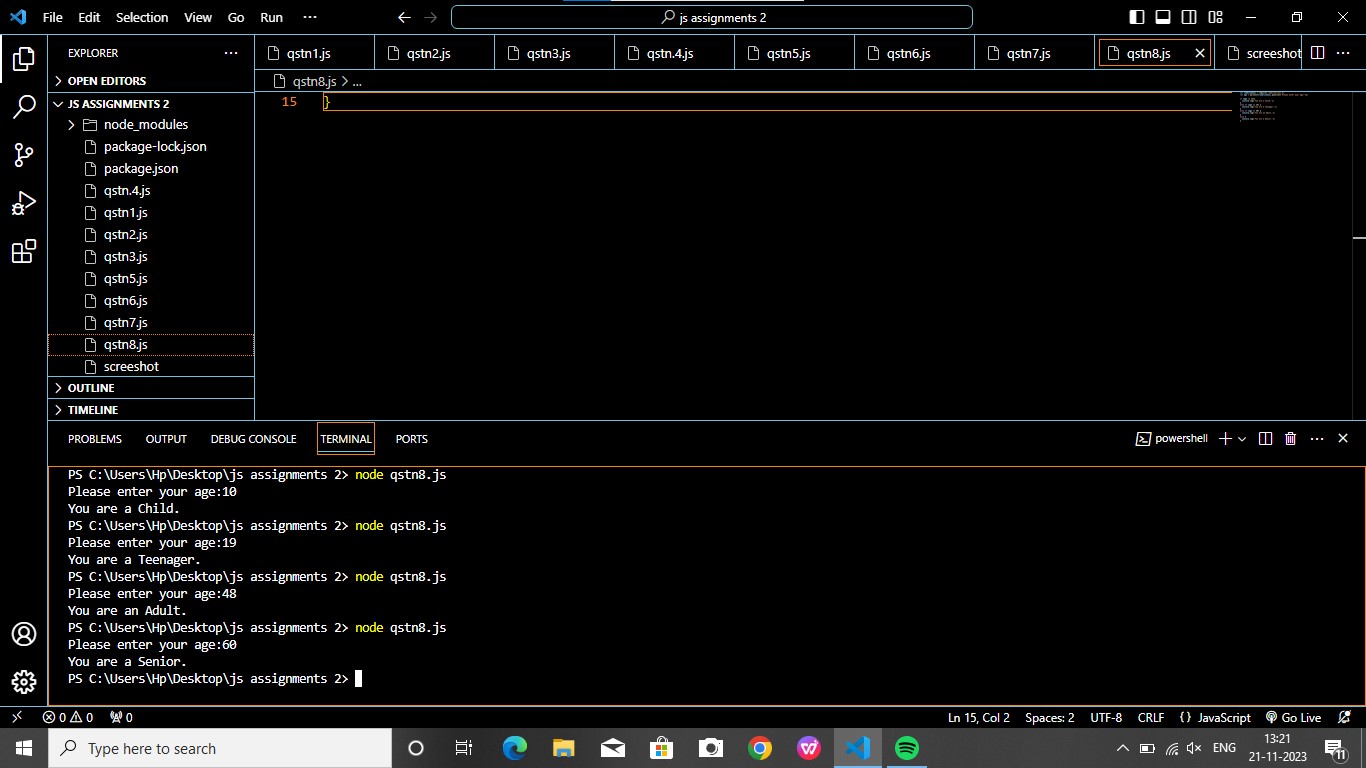 File Edit Selection View Go Run ··· js assignments 2
EXPLORER ···
qstn1.js qstn2.js qstn3.js qstn.4.js qstn5.js qstn6.js qstn7.js qstn8.js screeshot ···
OPEN EDITORS
qstn8.js > ...
JS ASSIGNMENTS 2
15 }
node_modules
package-lock.json
package.json
qstn.4.js
qstn1.js
qstn2.js
qstn3.js
qstn5.js
qstn6.js
qstn7.js
qstn8.js
screeshot
OUTLINE
TIMELINE
PROBLEMS OUTPUT DEBUG CONSOLE TERMINAL PORTS powershell ···
PS C:\Users\Hp\Desktop\js assignments 2> node qstn8.js
Please enter your age:10
You are a Child.
PS C:\Users\Hp\Desktop\js assignments 2> node qstn8.js
Please enter your age:19
You are a Teenager.
PS C:\Users\Hp\Desktop\js assignments 2> node qstn8.js
Please enter your age:48
You are an Adult.
PS C:\Users\Hp\Desktop\js assignments 2> node qstn8.js
Please enter your age:60
You are a Senior.
PS C:\Users\Hp\Desktop\js assignments 2>
0 0 0 Ln 15, Col 2 Spaces: 2 UTF-8 CRLF {} JavaScript Go Live
Type here to search ENG 13:21
21-11-2023 11